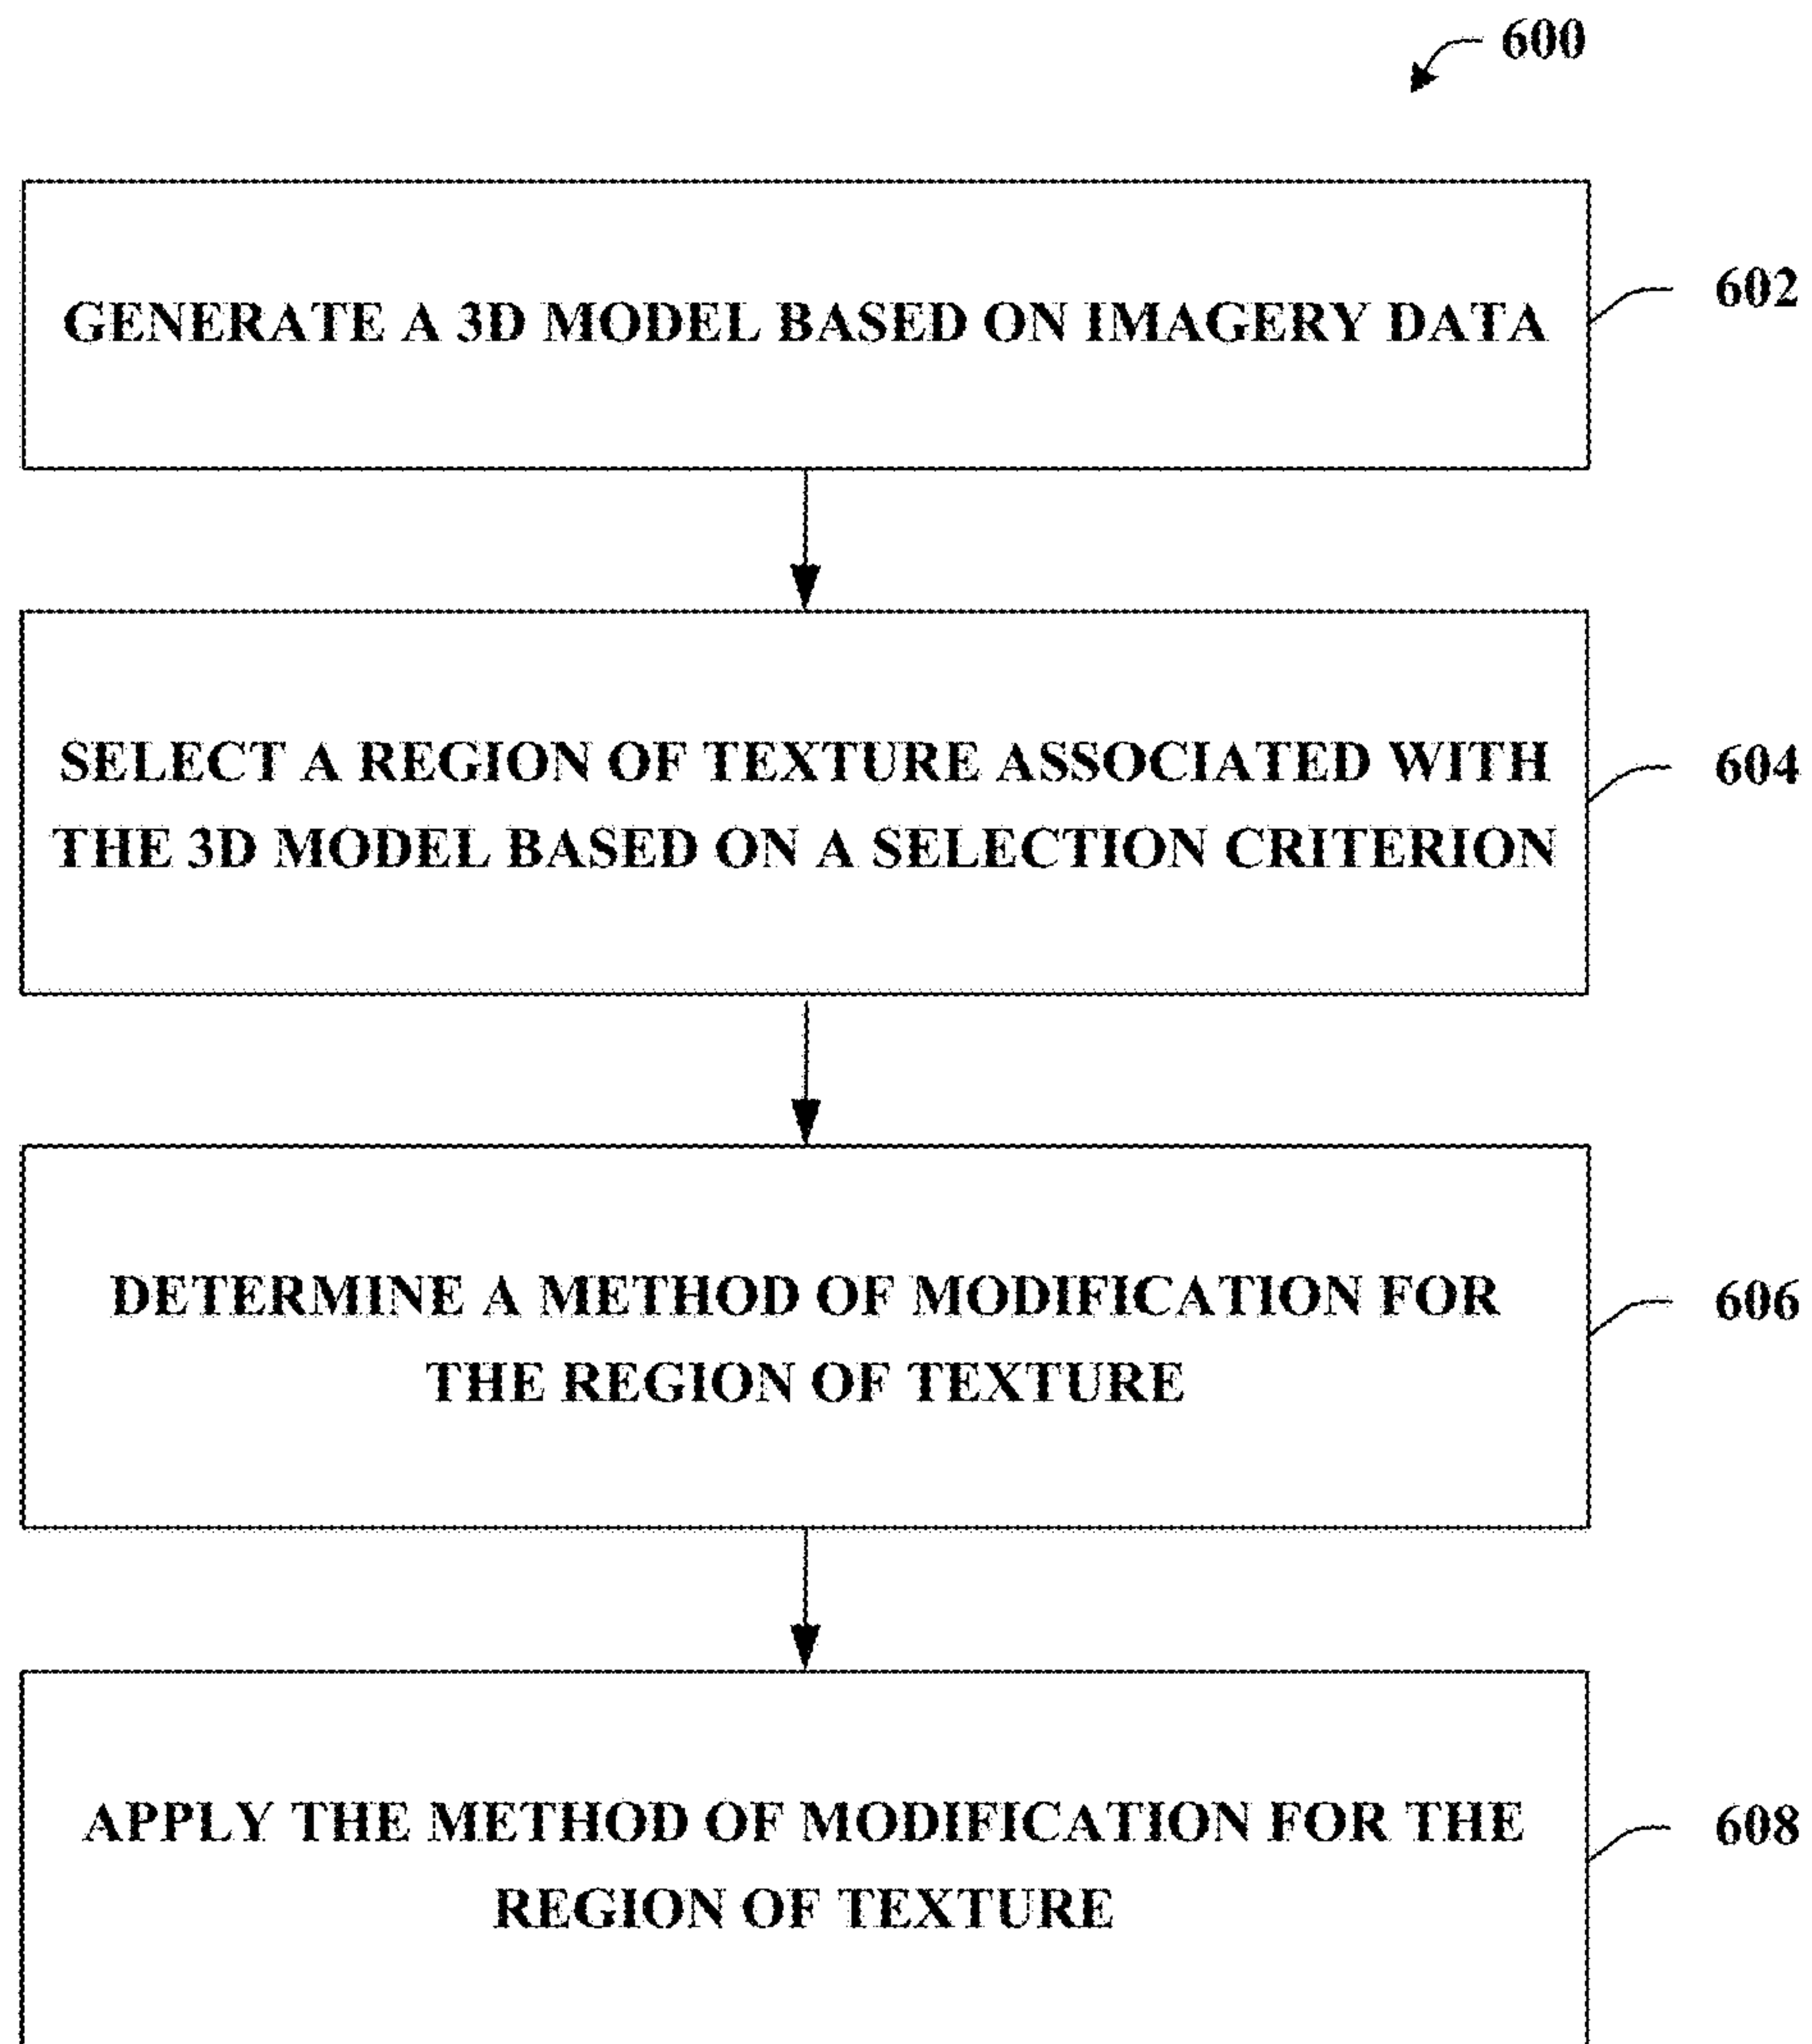 600
GENERATE A 3D MODEL BASED ON IMAGERY DATA
602
SELECT A REGION OF TEXTURE ASSOCIATED WITH
THE 3D MODEL BASED ON A SELECTION CRITERION
604
DETERMINE A METHOD OF MODIFICATION FOR
THE REGION OF TEXTURE
606
APPLY THE METHOD OF MODIFICATION FOR THE
REGION OF TEXTURE
608